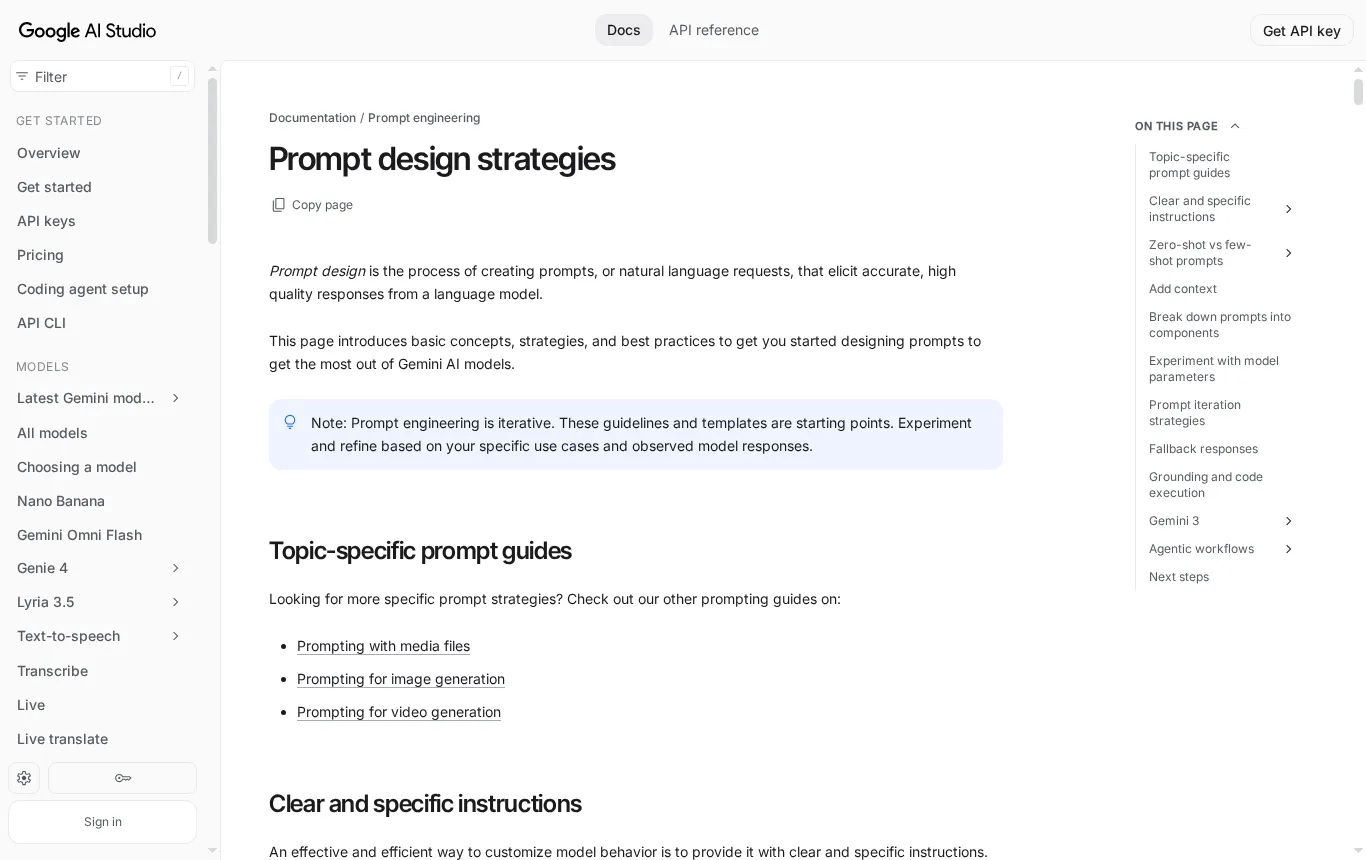 Google AI Studio
Docs
API reference
Get API key
Filter
/
GET STARTED
Overview
Get started
API keys
Pricing
Coding agent setup
API CLI
MODELS
Latest Gemini mod...
All models
Choosing a model
Nano Banana
Gemini Omni Flash
Genie 4
Lyria 3.5
Text-to-speech
Transcribe
Live
Live translate
Sign in
Documentation / Prompt engineering
Prompt design strategies
Copy page
Prompt design is the process of creating prompts, or natural language requests, that elicit accurate, high
quality responses from a language model.
This page introduces basic concepts, strategies, and best practices to get you started designing prompts to
get the most out of Gemini AI models.
Note: Prompt engineering is iterative. These guidelines and templates are starting points. Experiment
and refine based on your specific use cases and observed model responses.
Topic-specific prompt guides
Looking for more specific prompt strategies? Check out our other prompting guides on:
• Prompting with media files
• Prompting for image generation
• Prompting for video generation
Clear and specific instructions
An effective and efficient way to customize model behavior is to provide it with clear and specific instructions.
ON THIS PAGE
Topic-specific
prompt guides
Clear and specific
instructions
Zero-shot vs few-
shot prompts
Add context
Break down prompts into
components
Experiment with model
parameters
Prompt iteration
strategies
Fallback responses
Grounding and code
execution
Gemini 3
Agentic workflows
Next steps